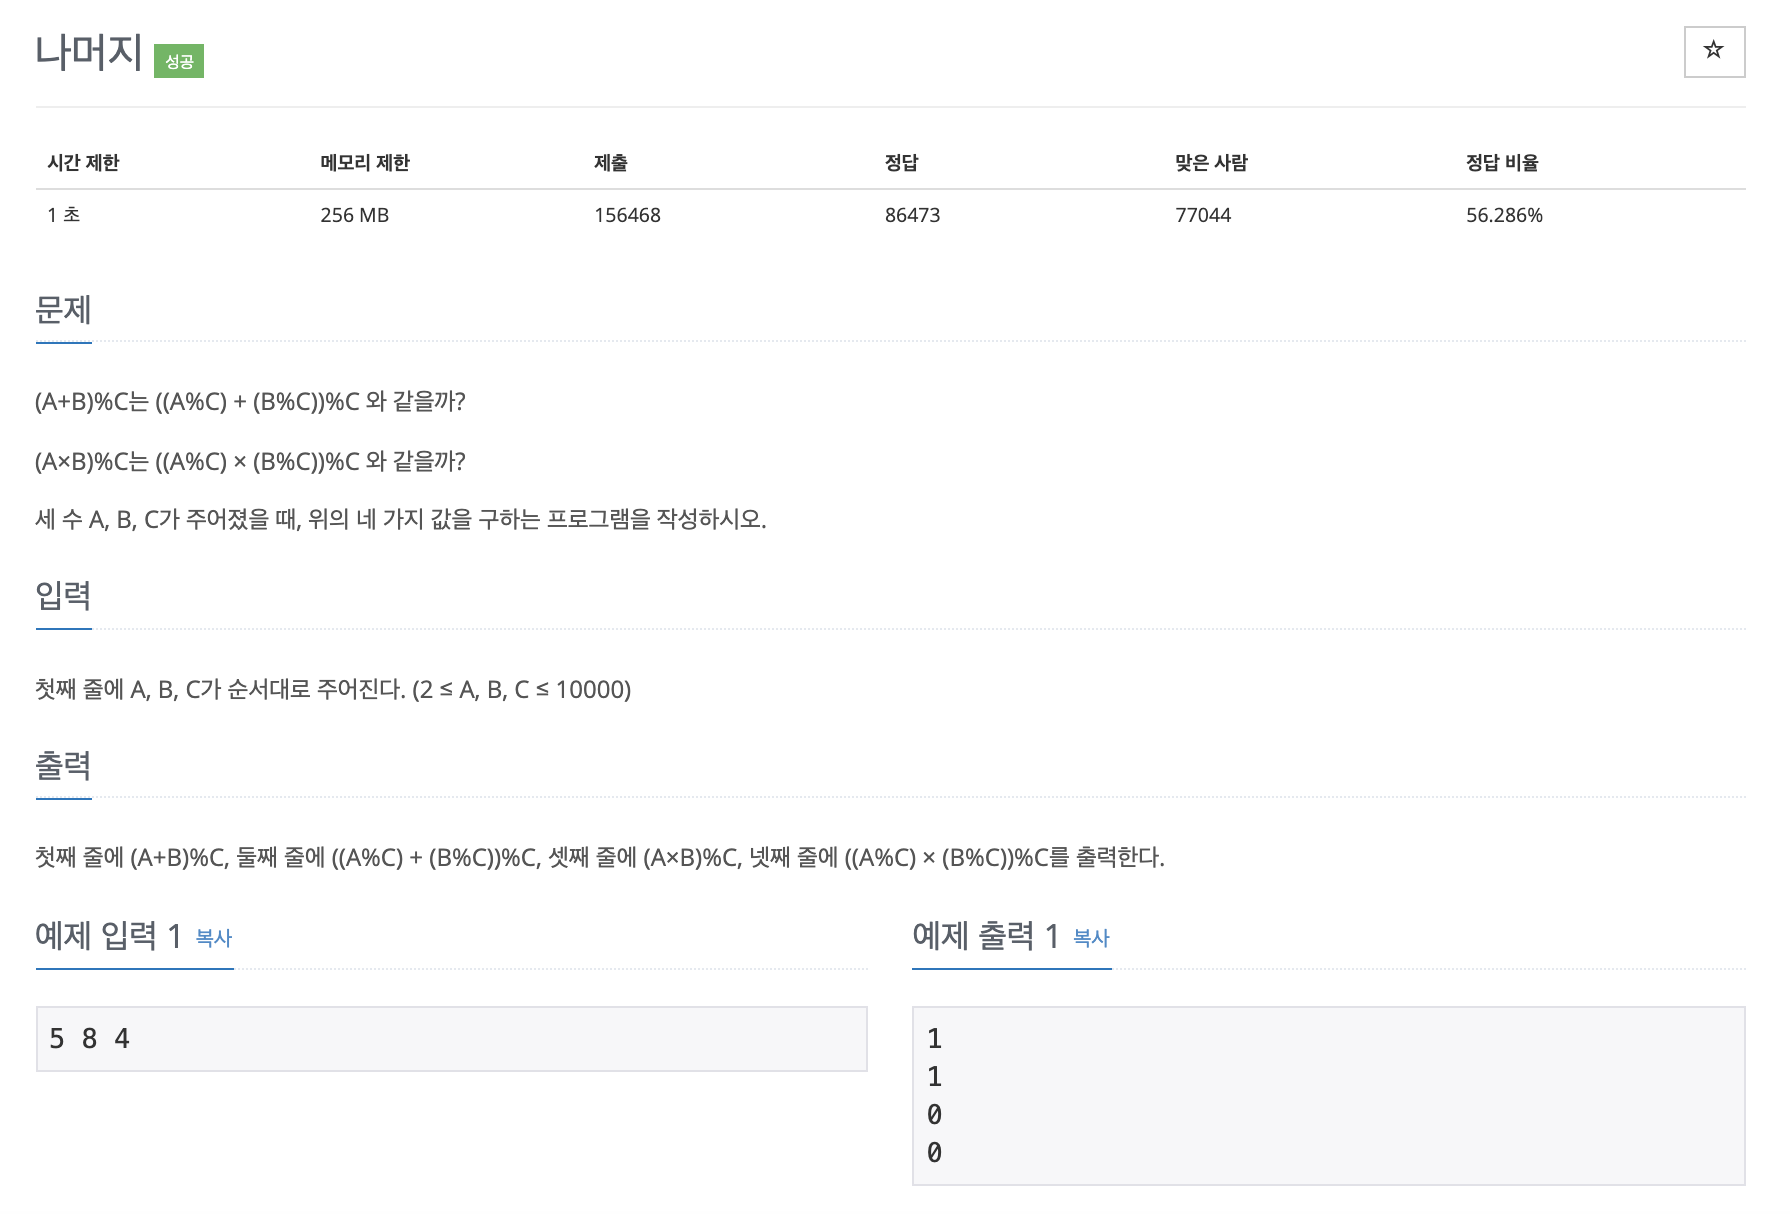 나머지 성공
☆
시간 제한 메모리 제한 제출 정답 맞은 사람 정답 비율
1 초 256 MB 156468 86473 77044 56.286%
문제
(A+B)%C는 ((A%C) + (B%C))%C 와 같을까?
(A×B)%C는 ((A%C) × (B%C))%C 와 같을까?
세 수 A, B, C가 주어졌을 때, 위의 네 가지 값을 구하는 프로그램을 작성하시오.
입력
첫째 줄에 A, B, C가 순서대로 주어진다. (2 ≤ A, B, C ≤ 10000)
출력
첫째 줄에 (A+B)%C, 둘째 줄에 ((A%C) + (B%C))%C, 셋째 줄에 (A×B)%C, 넷째 줄에 ((A%C) × (B%C))%C를 출력한다.
예제 입력 1 복사
5 8 4
예제 출력 1 복사
1
1
0
0